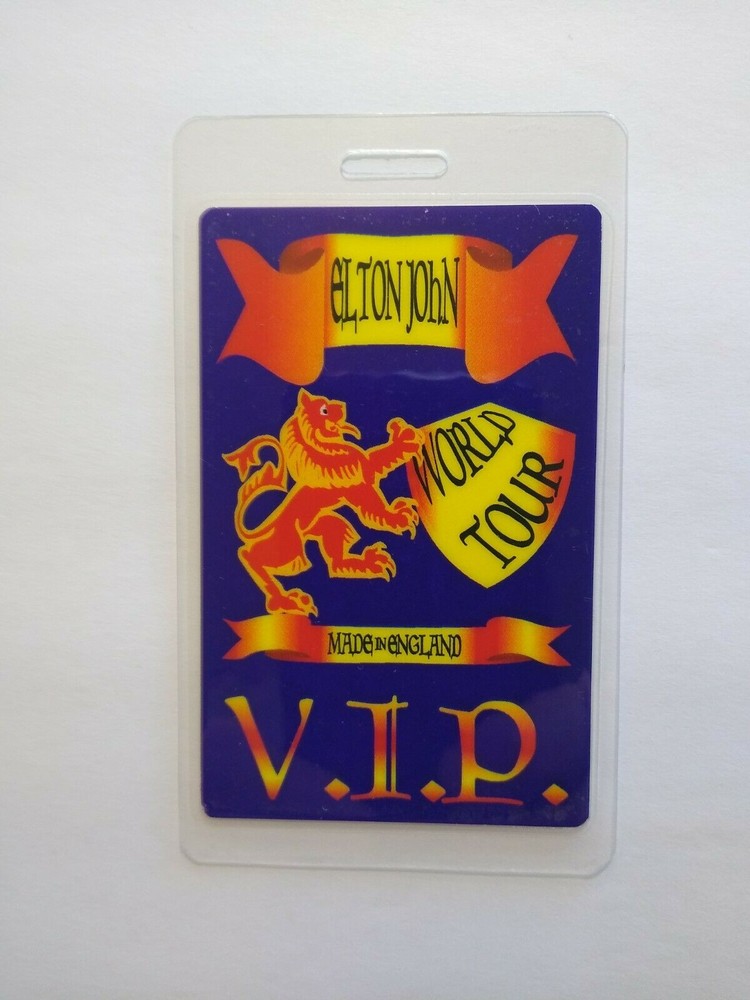 ELTON JOhN
WORLD
TOUR
MADE IN ENGLAND
V.I.P.